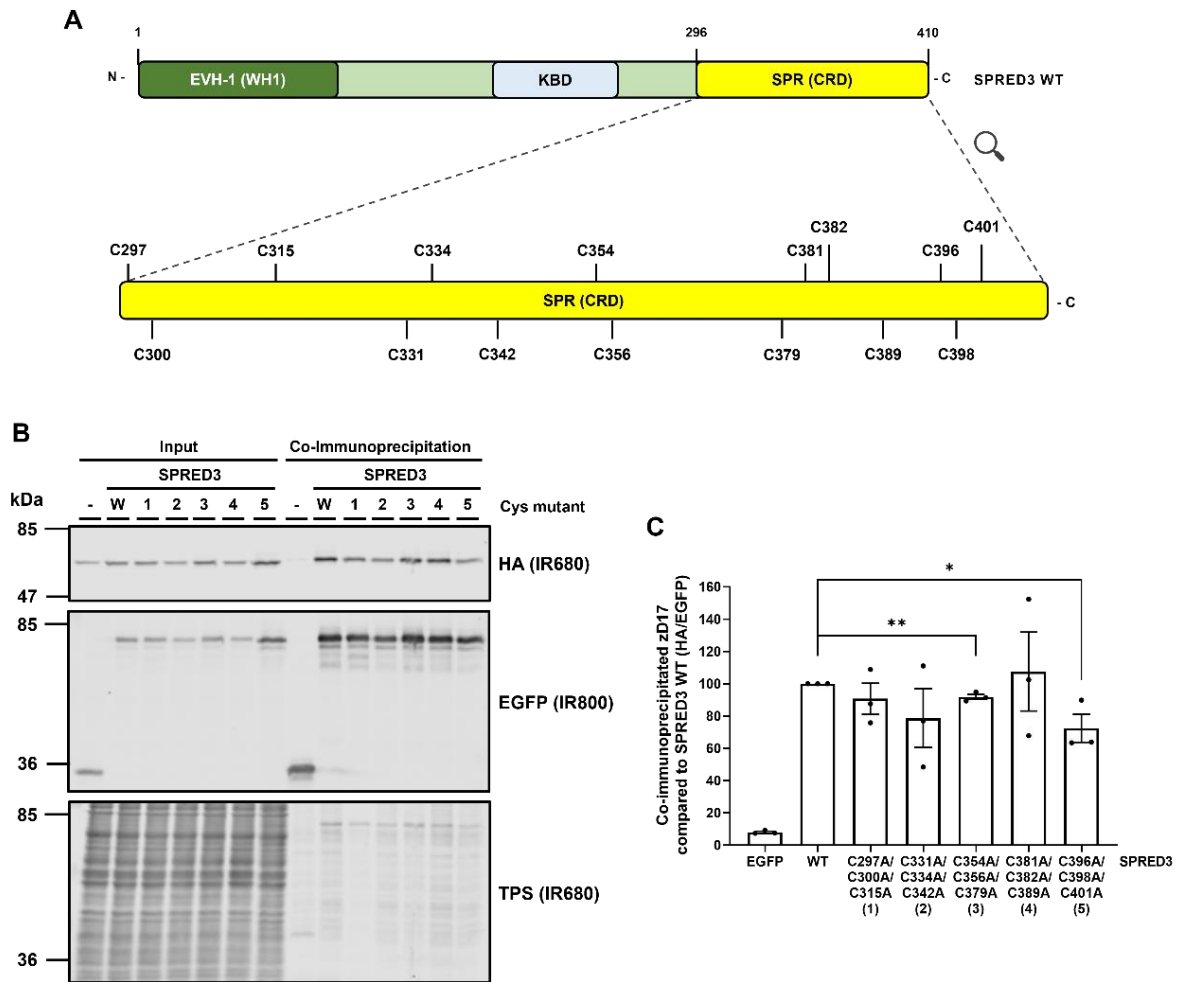 A
1
296
410
N -
EVH-1 (WH1)
KBD
SPR (CRD)
- C
SPRED3 WT
C297
C315
C334
C354
C381
C382
C396
C401
SPR (CRD)
- C
C300
C331
C342
C356
C379
C389
C398
B
Input
Co-Immunoprecipitation
SPRED3
SPRED3
kDa
- W 1 2 3 4 5 - W 1 2 3 4 5
Cys mutant
85
47
HA (IR680)
85
36
EGFP (IR800)
85
36
TPS (IR680)
C
Co-immunoprecipitated zD17
compared to SPRED3 WT (HA/EGFP)
160
140
120
100
80
60
40
20
0
*
**
EGFP
WT
C297A/
C300A/
C315A
(1)
C331A/
C334A/
C342A
(2)
C354A/
C356A/
C379A
(3)
C381A/
C382A/
C389A
(4)
C396A/
C398A/
C401A
(5)
SPRED3